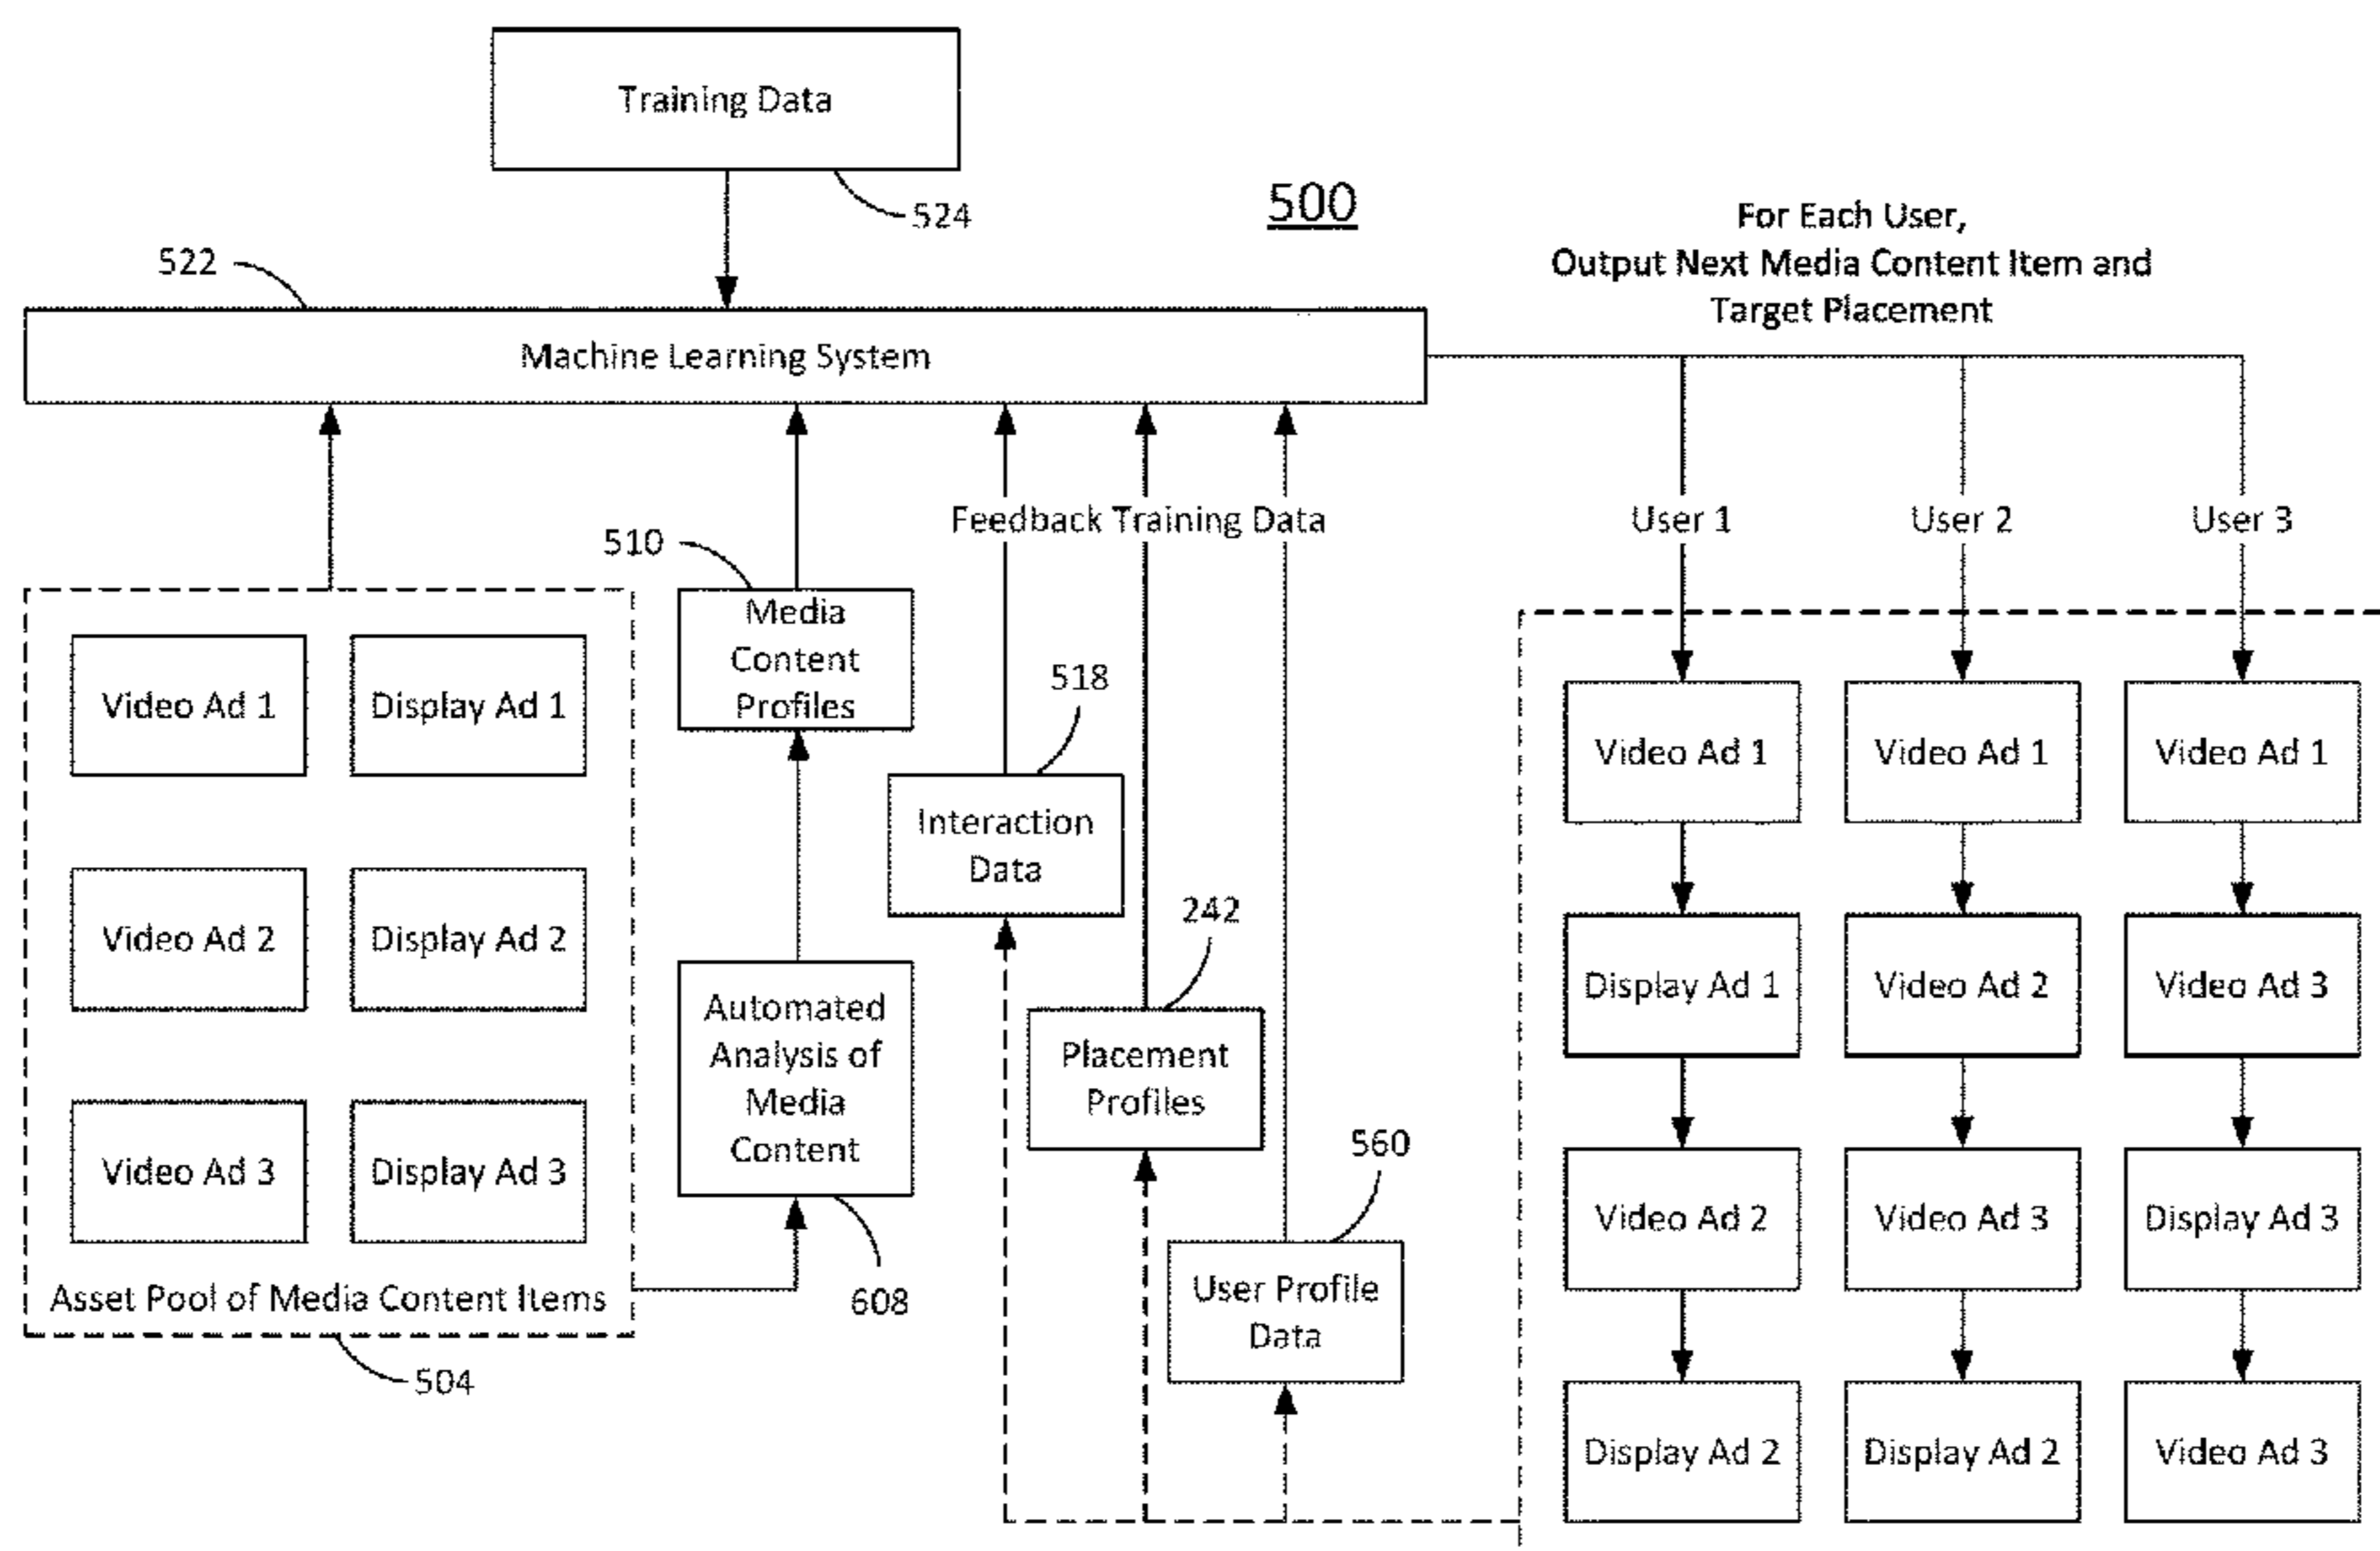 Training Data
524
500
522
For Each User,
Output Next Media Content Item and
Target Placement
Machine Learning System
Feedback Training Data
User 1
User 2
User 3
510
Media
Content
Profiles
518
Interaction
Data
242
Placement
Profiles
560
User Profile
Data
Automated
Analysis of
Media
Content
608
Video Ad 1
Display Ad 1
Video Ad 2
Display Ad 2
Video Ad 3
Display Ad 3
Asset Pool of Media Content Items
504
Video Ad 1
Video Ad 1
Video Ad 1
Display Ad 1
Video Ad 2
Video Ad 3
Video Ad 2
Video Ad 3
Display Ad 3
Display Ad 2
Display Ad 2
Video Ad 3